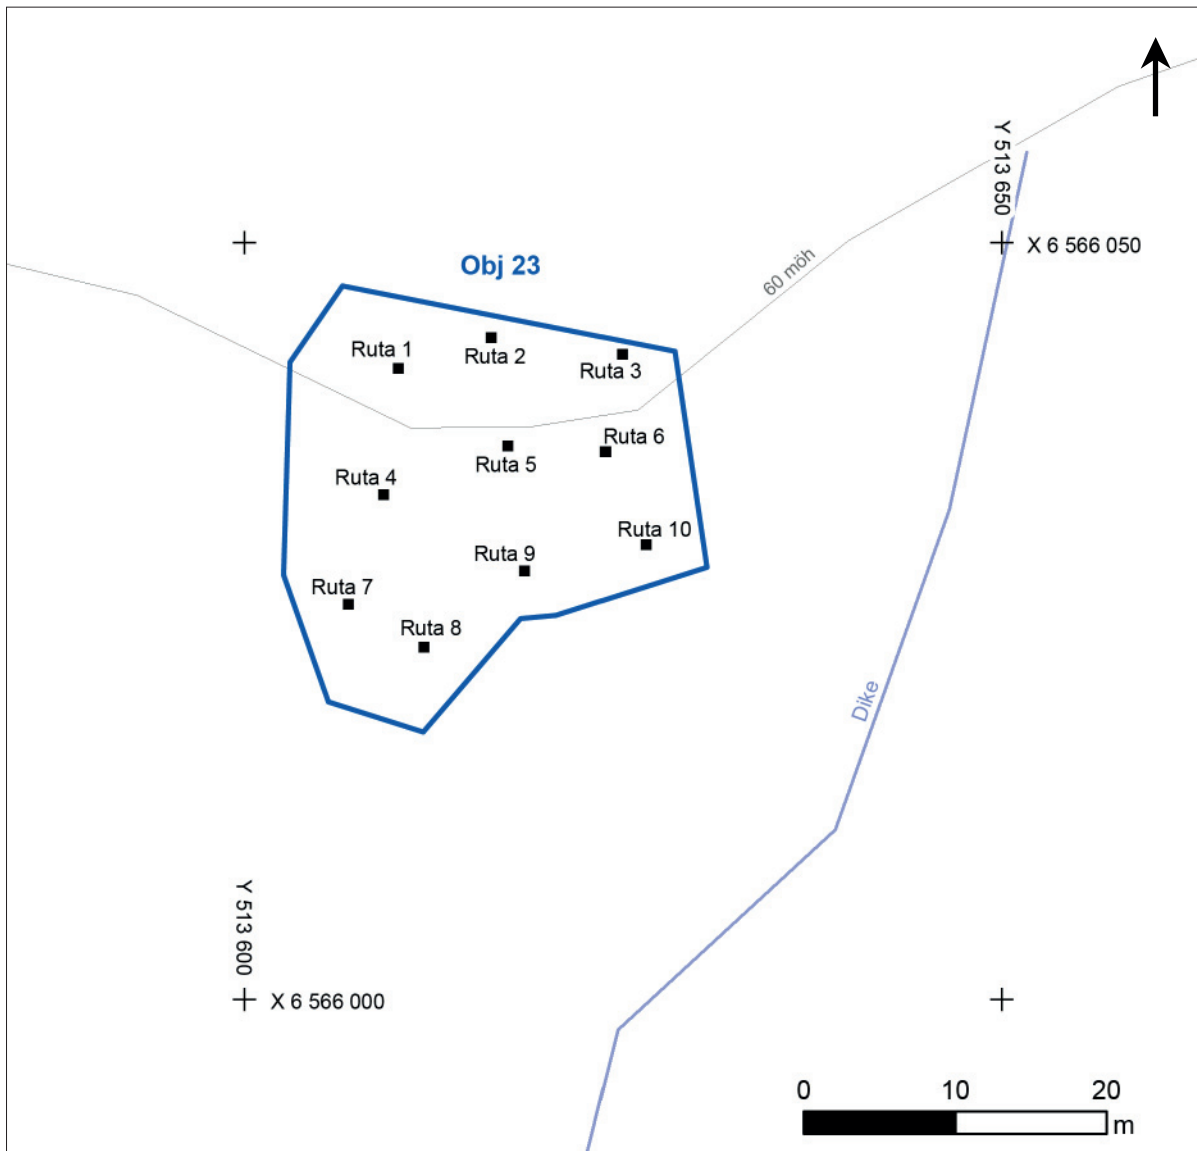 Y 513 650
X 6 566 050
60 möh
Obj 23
Ruta 1
Ruta 2
Ruta 3
Ruta 6
Ruta 5
Ruta 4
Ruta 10
Ruta 9
Ruta 7
Ruta 8
Dike
Y 513 600
X 6 566 000
0 10 20
m